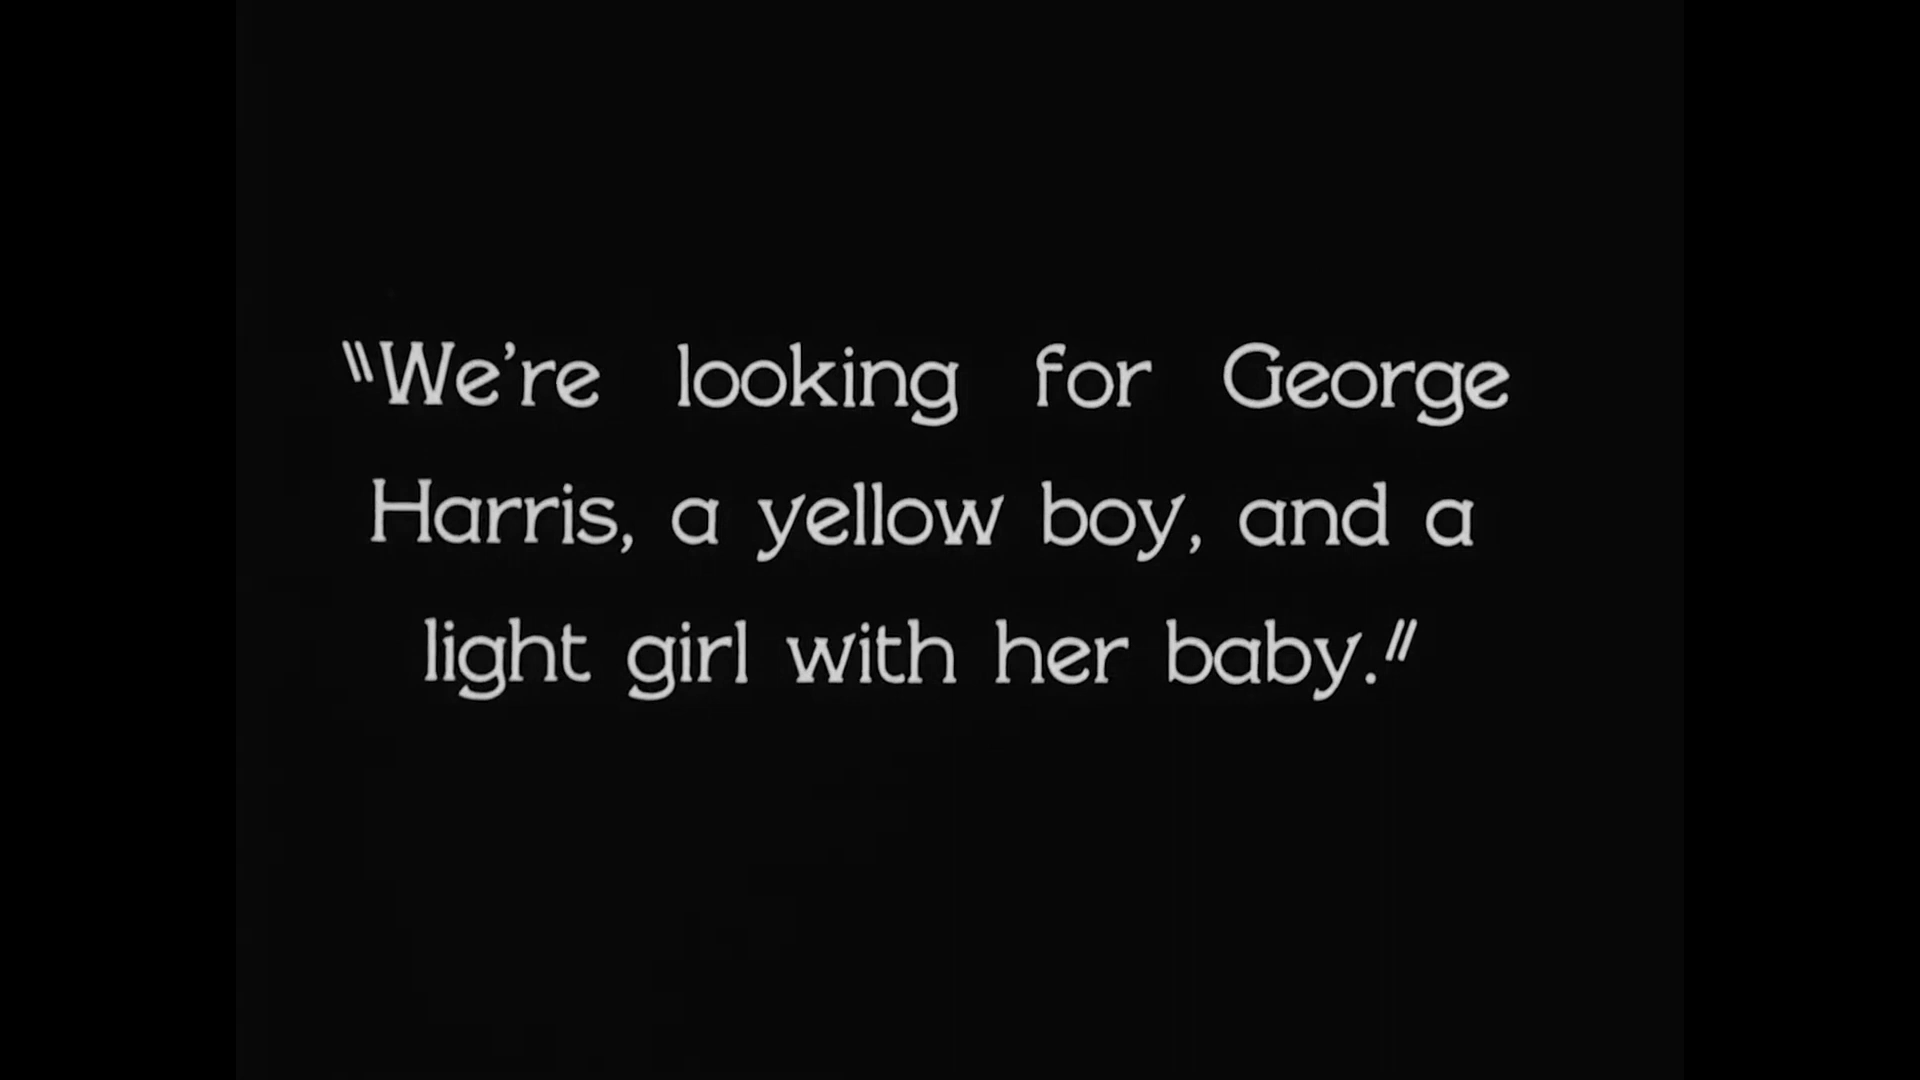 "We're looking for George
Harris, a yellow boy, and a
light girl with her baby."